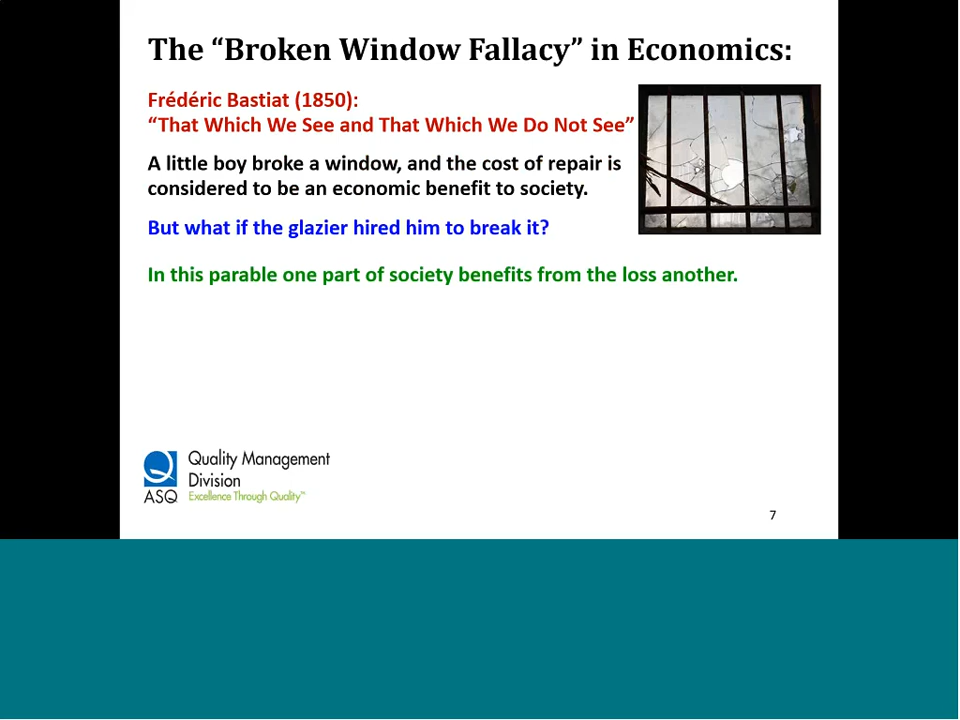 The “Broken Window Fallacy” in Economics:
Frédéric Bastiat (1850):
“That Which We See and That Which We Do Not See”
A little boy broke a window, and the cost of repair is
considered to be an economic benefit to society.
But what if the glazier hired him to break it?
In this parable one part of society benefits from the loss another.
Quality Management
Division
ASQ Excellence Through Quality™
7